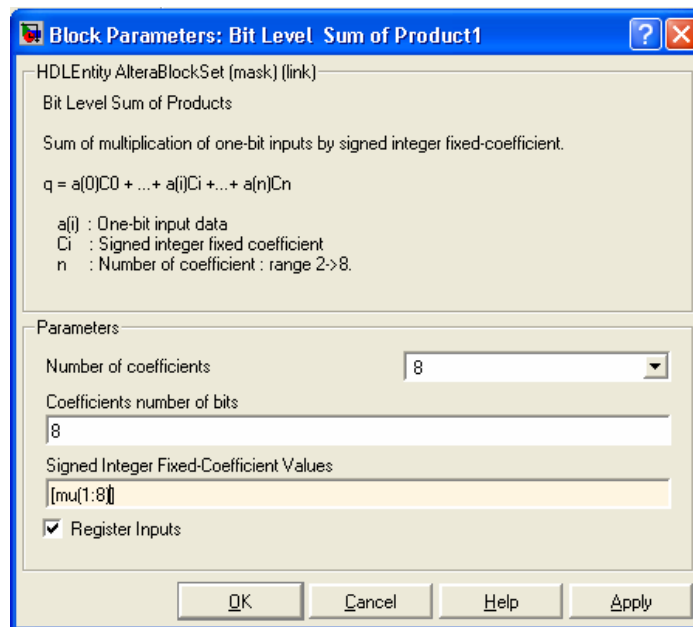 Block Parameters: Bit Level Sum of Product1
HDLEntity AlteraBlockSet (mask) (link)
Bit Level Sum of Products
Sum of multiplication of one-bit inputs by signed integer fixed-coefficient.
q = a(0)C0 + ...+ a(i)Ci +...+ a(n)Cn
a(i) : One-bit input data
Ci : Signed integer fixed coefficient
n : Number of coefficient : range 2->8.
Parameters
Number of coefficients 8
Coefficients number of bits
8
Signed Integer Fixed-Coefficient Values
[mu(1:8)]
Register Inputs
OK Cancel Help Apply